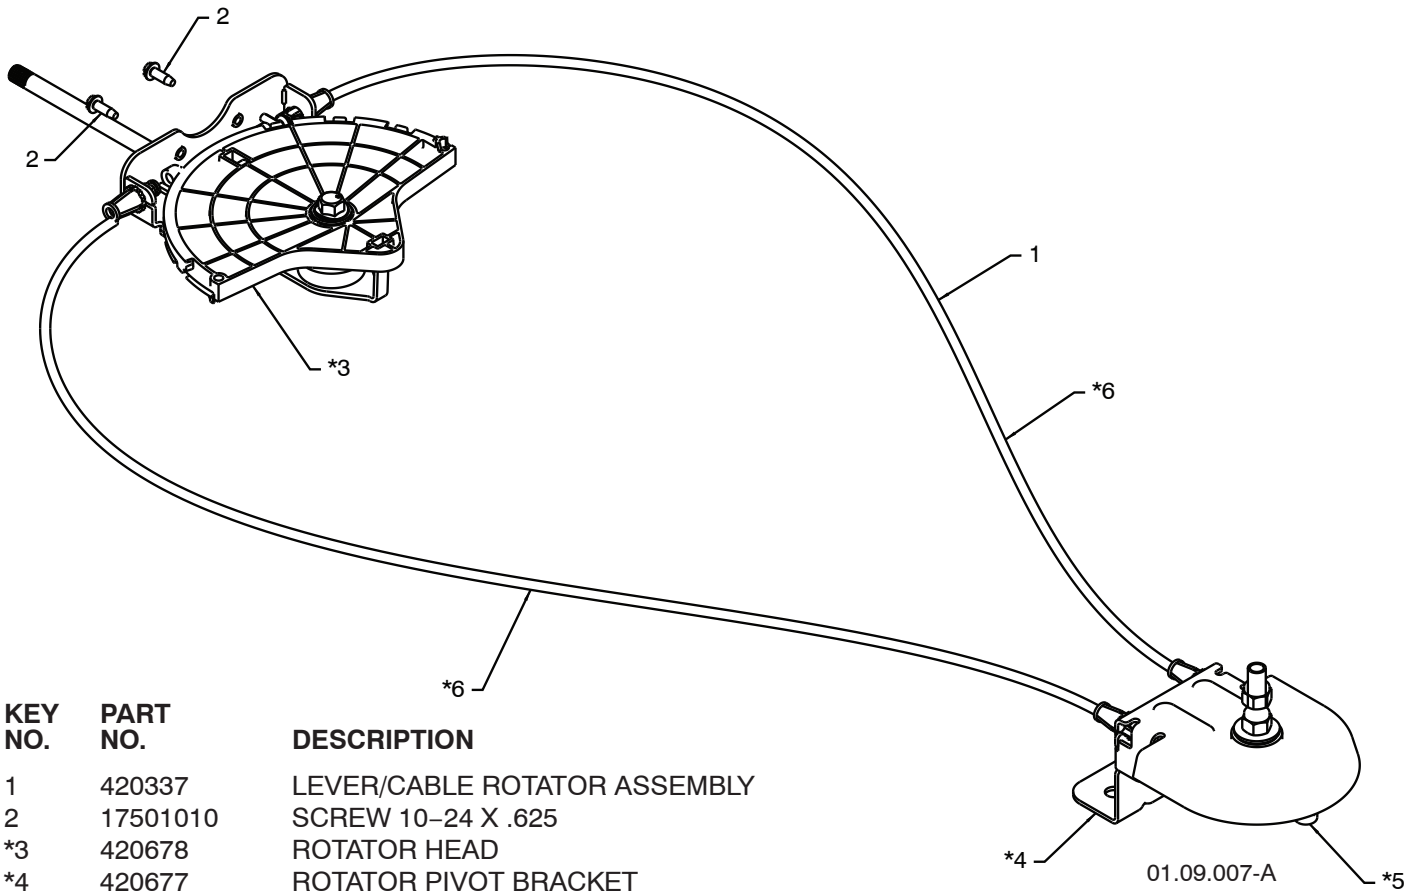 2
2
1
*3
*6
*6
KEY NO. PART NO. DESCRIPTION
1 420337 LEVER/CABLE ROTATOR ASSEMBLY
2 17501010 SCREW 10–24 X .625
*3 420678 ROTATOR HEAD
*4 420677 ROTATOR PIVOT BRACKET
*4
01.09.007-A
*5